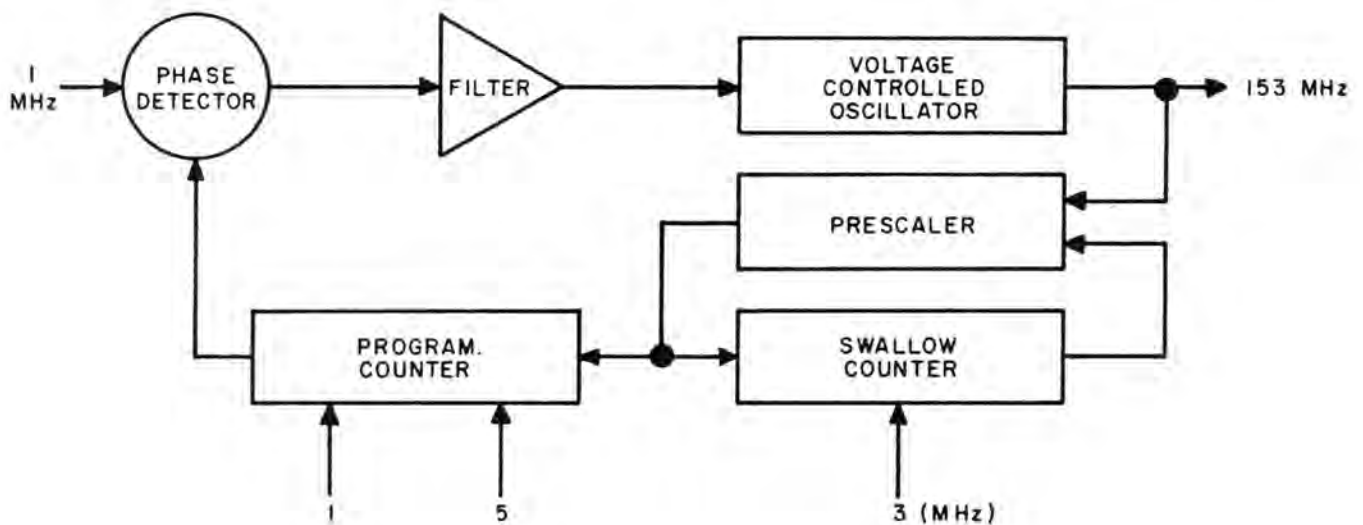 1
MHz
PHASE
DETECTOR
FILTER
VOLTAGE
CONTROLLED
OSCILLATOR
153 MHz
PRESCALER
PROGRAM.
COUNTER
SWALLOW
COUNTER
1
5
3 (MHz)